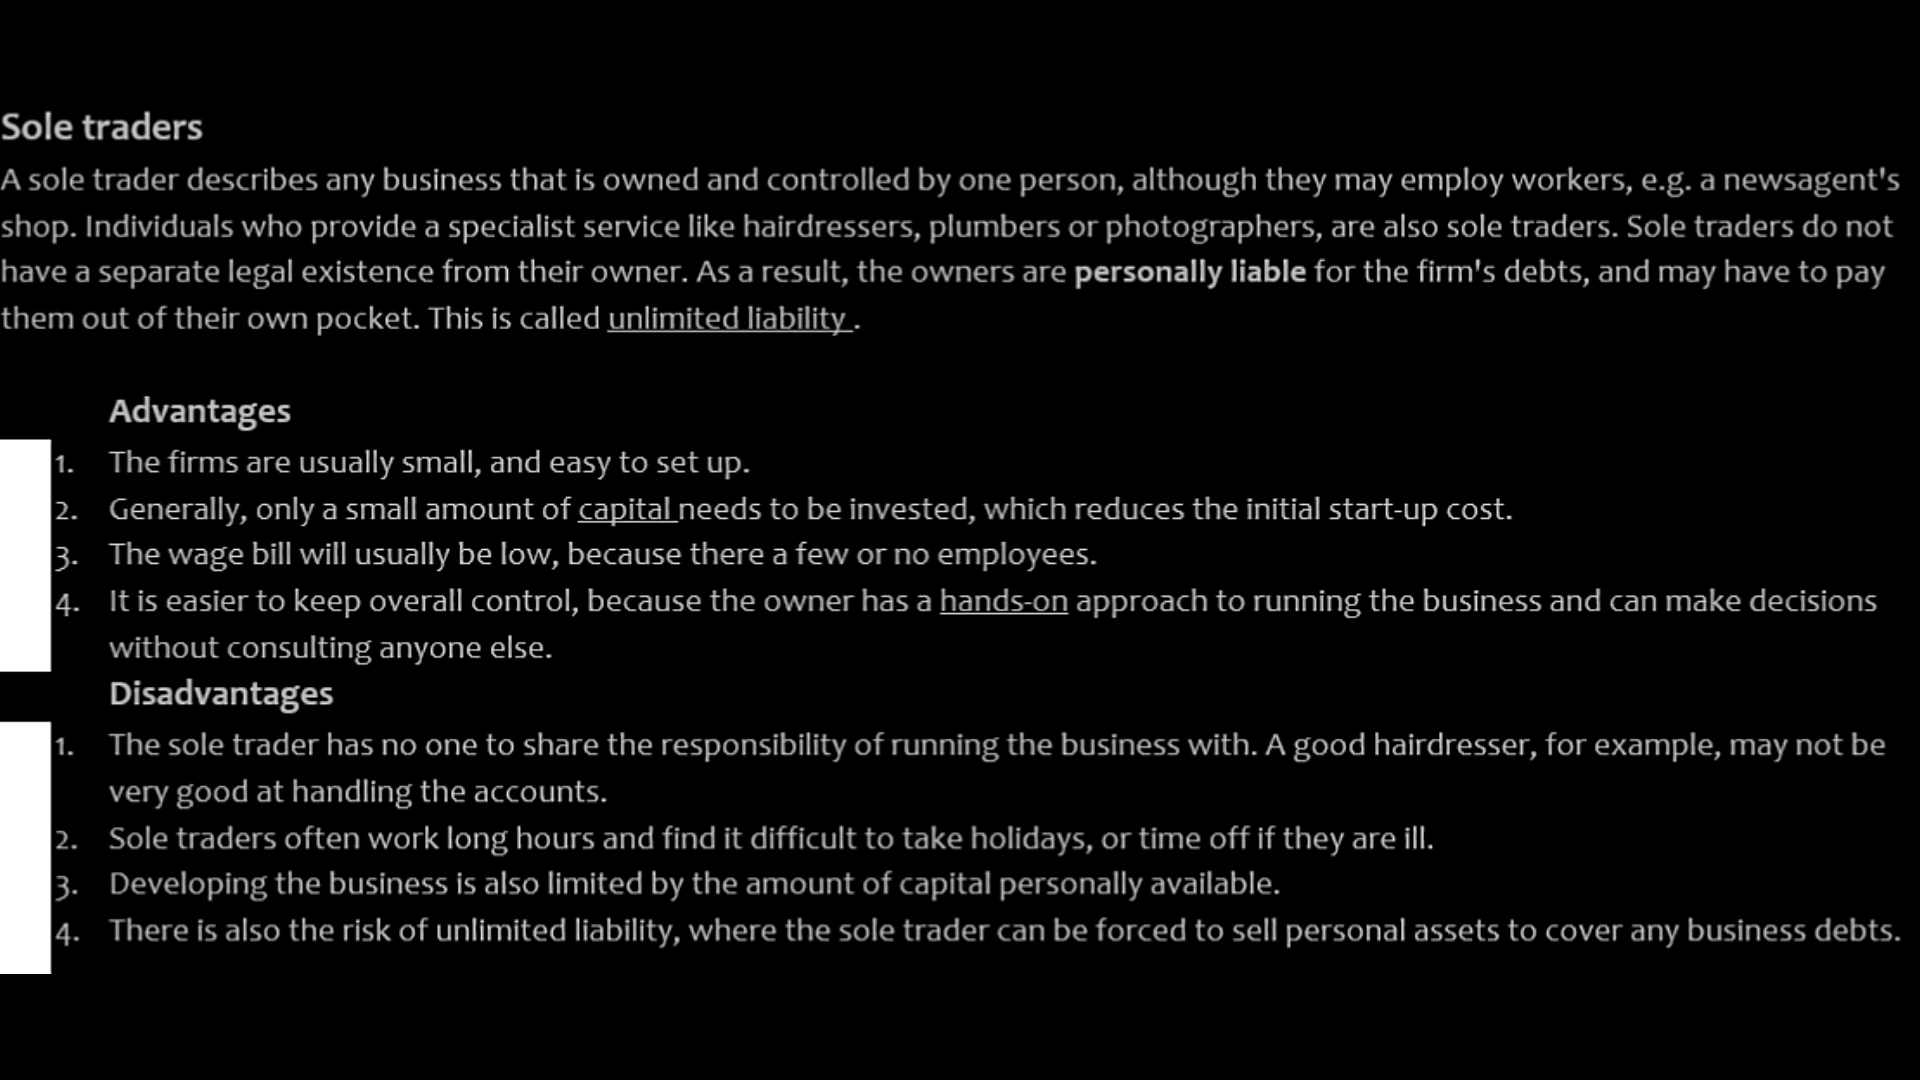 Sole traders
A sole trader describes any business that is owned and controlled by one person, although they may employ workers, e.g. a newsagent's
shop. Individuals who provide a specialist service like hairdressers, plumbers or photographers, are also sole traders. Sole traders do not
have a separate legal existence from their owner. As a result, the owners are personally liable for the firm's debts, and may have to pay
them out of their own pocket. This is called unlimited liability .
Advantages
1. The firms are usually small, and easy to set up.
2. Generally, only a small amount of capital needs to be invested, which reduces the initial start-up cost.
3. The wage bill will usually be low, because there a few or no employees.
4. It is easier to keep overall control, because the owner has a hands-on approach to running the business and can make decisions
without consulting anyone else.
Disadvantages
1. The sole trader has no one to share the responsibility of running the business with. A good hairdresser, for example, may not be
very good at handling the accounts.
2. Sole traders often work long hours and find it difficult to take holidays, or time off if they are ill.
3. Developing the business is also limited by the amount of capital personally available.
4. There is also the risk of unlimited liability, where the sole trader can be forced to sell personal assets to cover any business debts.